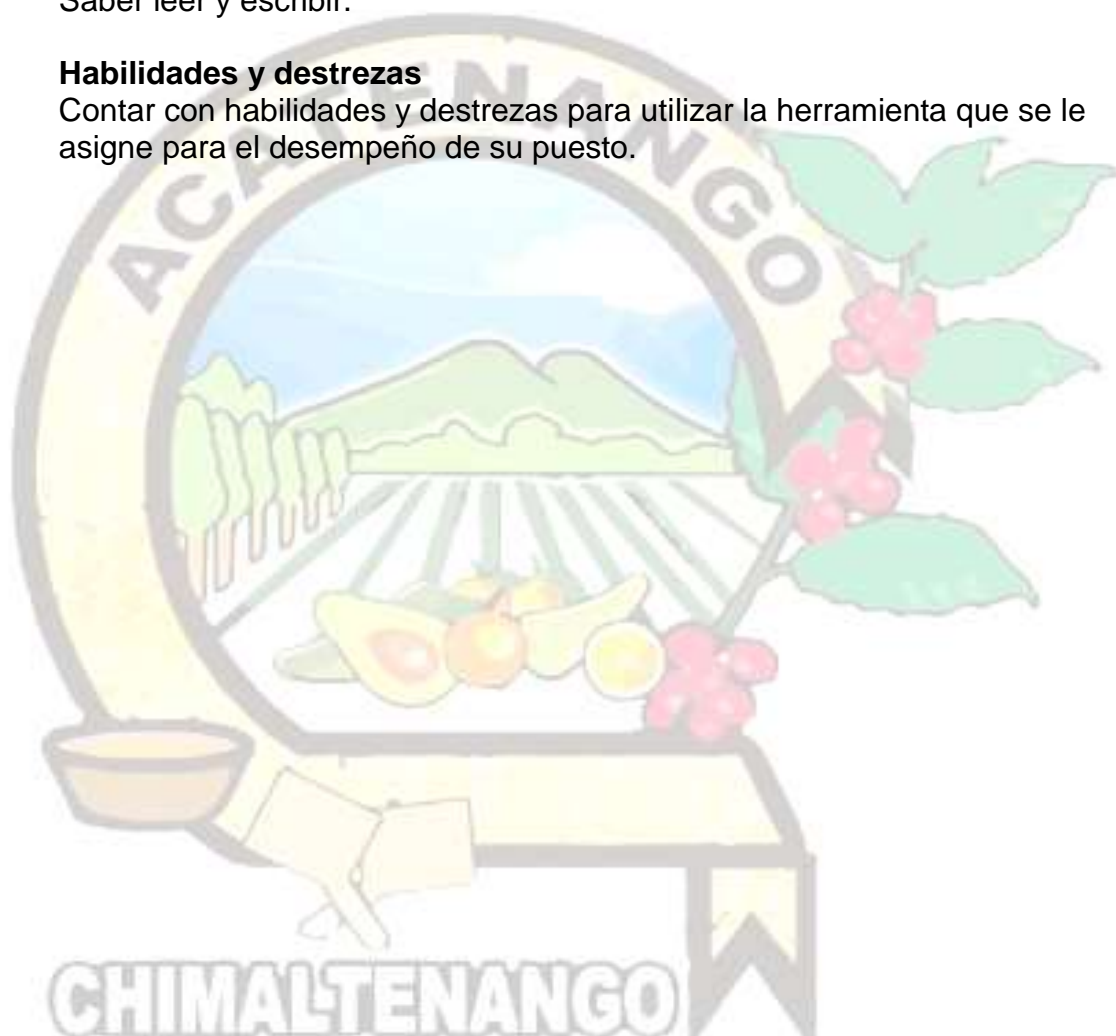 Saber leer y escribir.
Habilidades y destrezas
Contar con habilidades y destrezas para utilizar la herramienta que se le
asigne para el desempeño de su puesto.
ACATENANGO
CHIMALTENANGO